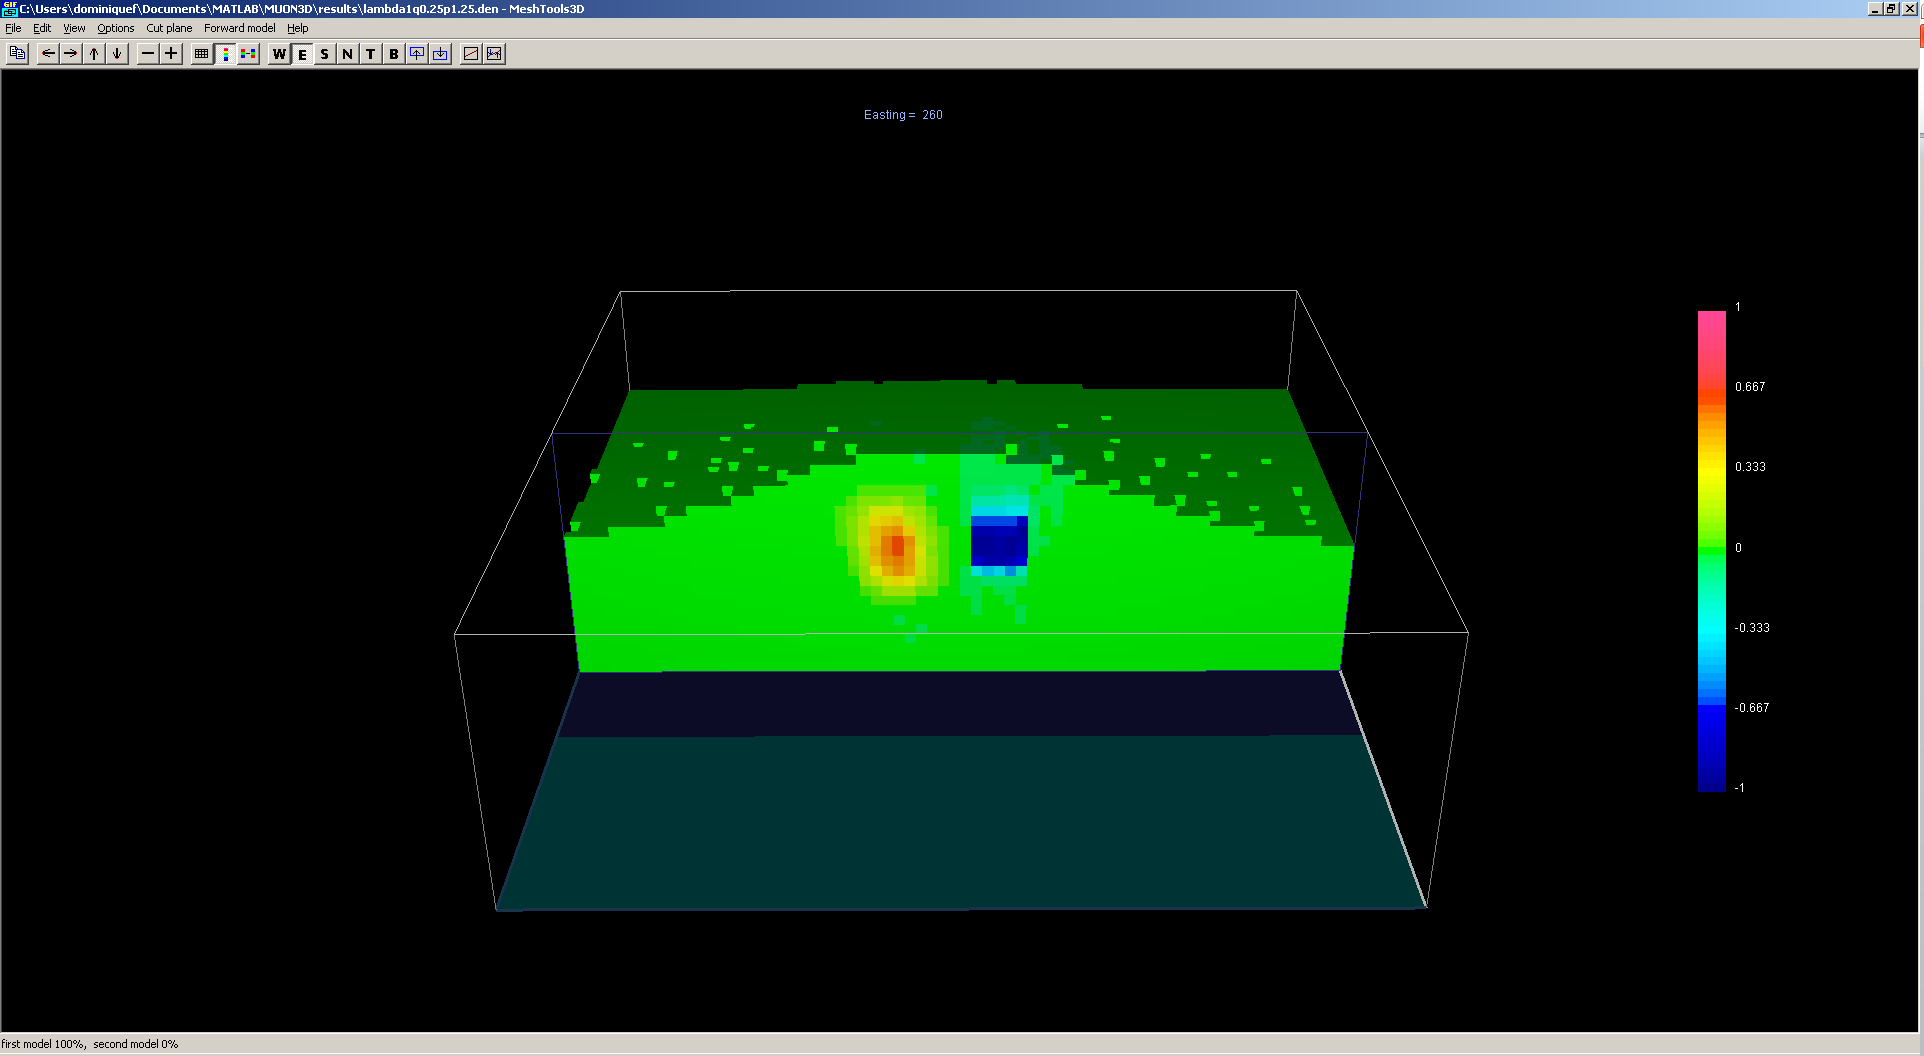 GIF C:\Users\dominiquef\Documents\MATLAB\MUON3D\results\lambda1q0.25p1.25.den - MeshTools3D
File Edit View Options Cut plane Forward model Help
W E S N T B
Easting = 260
1
0.667
0.333
0
-0.333
-0.667
-1
first model 100%, second model 0%